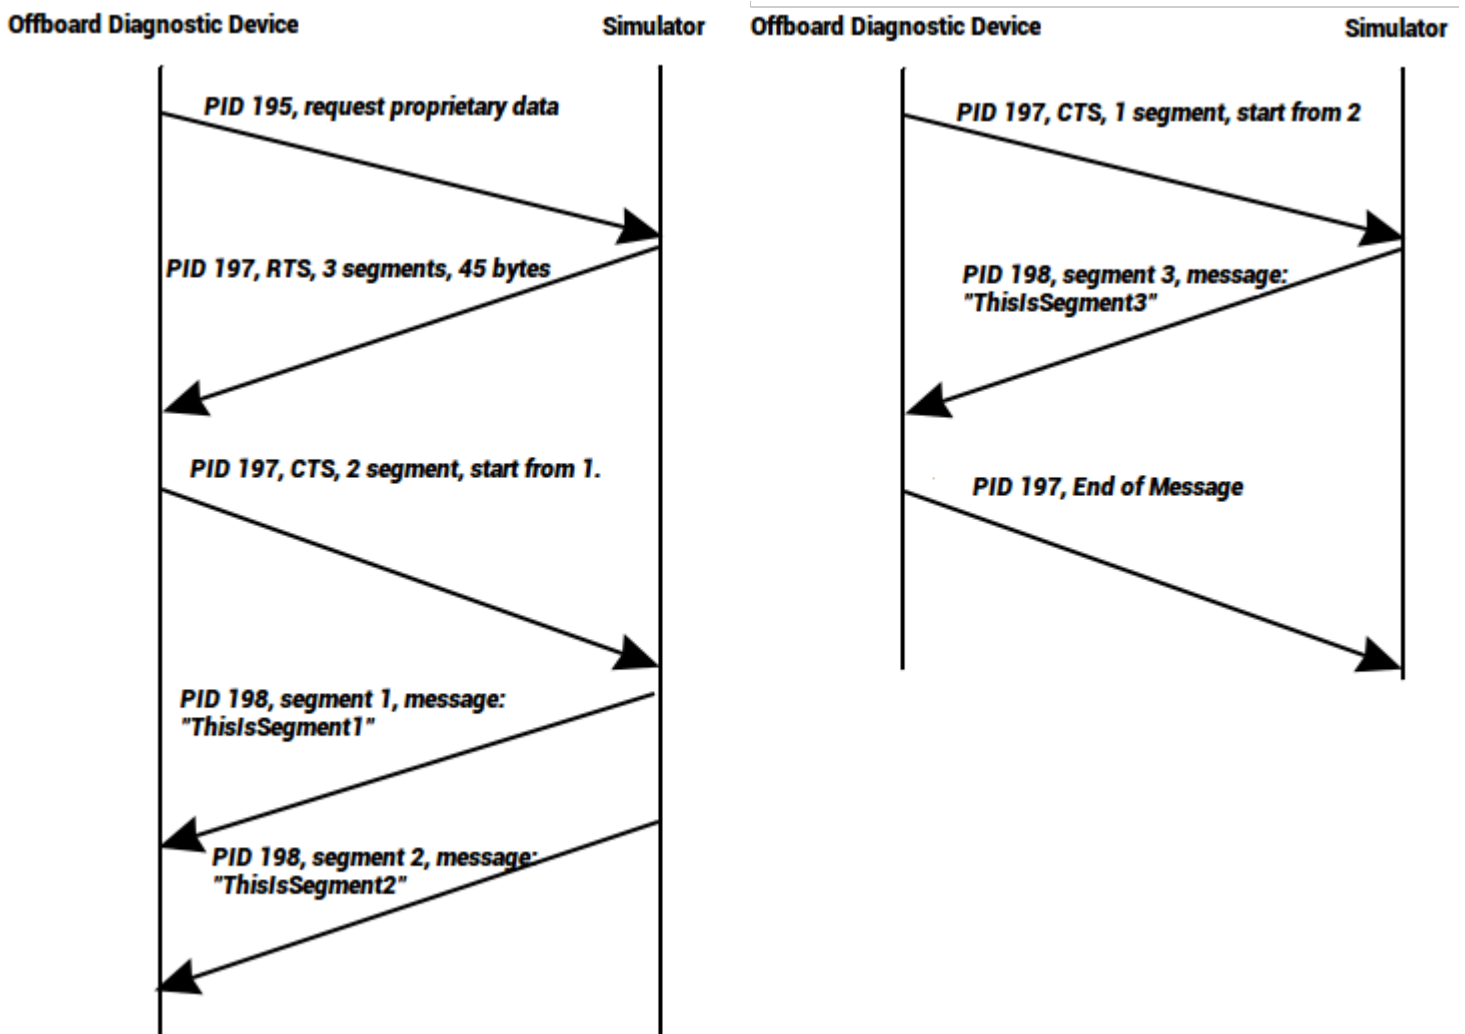 Offboard Diagnostic Device
Simulator
PID 195, request proprietary data
PID 197, RTS, 3 segments, 45 bytes
PID 197, CTS, 2 segment, start from 1.
PID 198, segment 1, message:
"ThisIsSegment1"
PID 198, segment 2, message:
"ThisIsSegment2"
Offboard Diagnostic Device
Simulator
PID 197, CTS, 1 segment, start from 2
PID 198, segment 3, message:
"ThisIsSegment3"
PID 197, End of Message